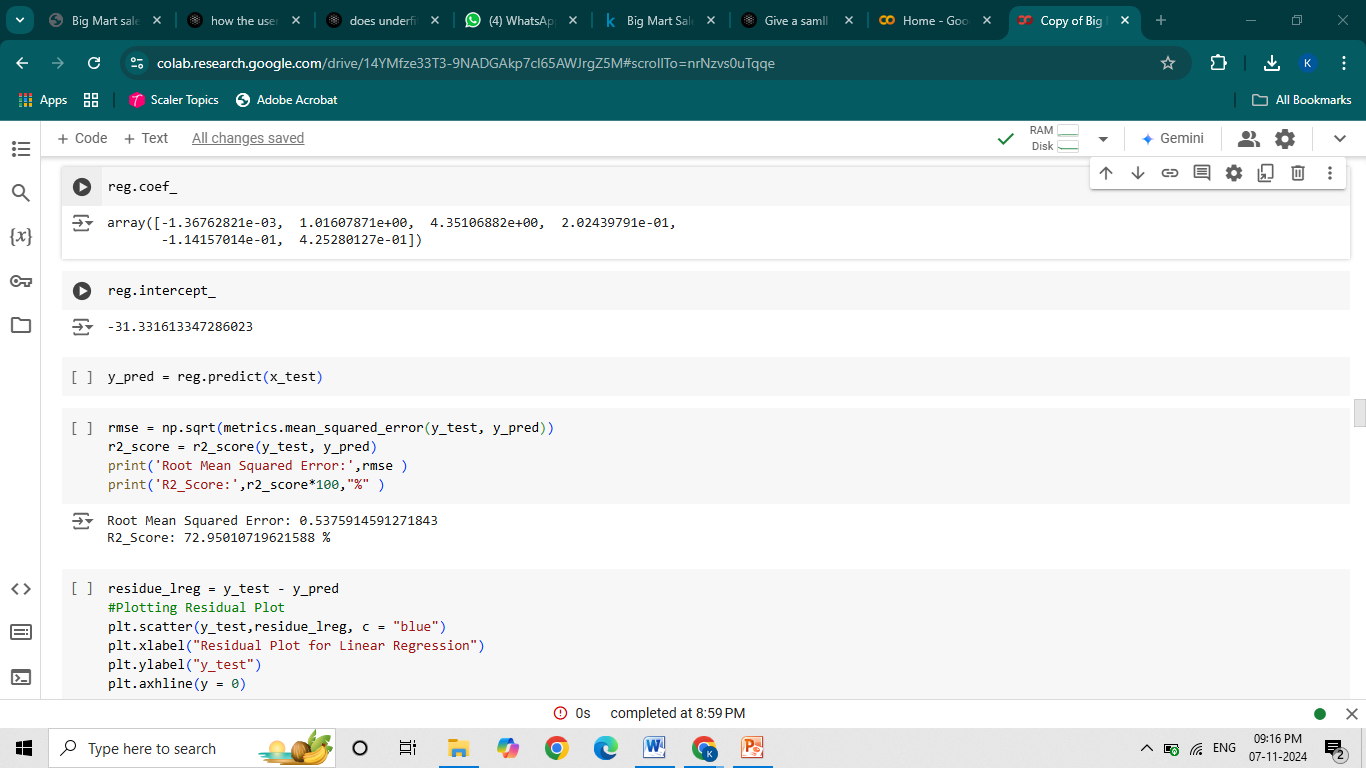 Big Mart sale
how the user
does underfi
(4) WhatsAp
Big Mart Sal
Give a samll
Home - Goo
Copy of Big
colab.research.google.com/drive/14YMfze33T3-9NADGAkp7cl65AWJrgZ5M#scrollTo=nrNzvs0uTqqe
K
Apps
Scaler Topics
Adobe Acrobat
All Bookmarks
+ Code + Text All changes saved
RAM
Disk
Gemini
reg.coef_
array([-1.36762821e-03, 1.01607871e+00, 4.35106882e+00, 2.02439791e-01,
-1.14157014e-01, 4.25280127e-01])
reg.intercept_
-31.331613347286023
[ ] y_pred = reg.predict(x_test)
[ ] rmse = np.sqrt(metrics.mean_squared_error(y_test, y_pred))
r2_score = r2_score(y_test, y_pred)
print('Root Mean Squared Error:',rmse )
print('R2_Score:',r2_score*100,"%" )
Root Mean Squared Error: 0.5375914591271843
R2_Score: 72.95010719621588 %
[ ] residue_lreg = y_test - y_pred
#Plotting Residual Plot
plt.scatter(y_test,residue_lreg, c = "blue")
plt.xlabel("Residual Plot for Linear Regression")
plt.ylabel("y_test")
plt.axhline(y = 0)
0s completed at 8:59 PM
Type here to search
ENG
09:16 PM
07-11-2024
2